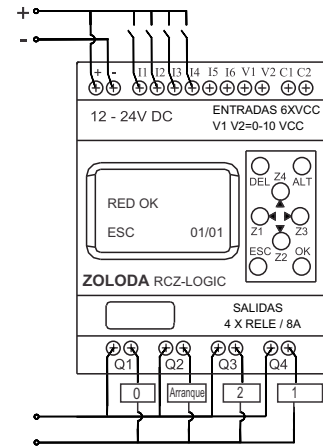 +
-
+ - I1 I2 I3 I4 I5 I6 V1 V2 C1 C2
12 - 24V DC
ENTRADAS 6XVCC
V1 V2=0-10 VCC
RED OK
ESC 01/01
DEL Z4 ALT
Z1 Z3
ESC Z2 OK
ZOLODA RCZ-LOGIC
SALIDAS
4 X RELE / 8A
Q1 Q2 Q3 Q4
0 Arranque 2 1